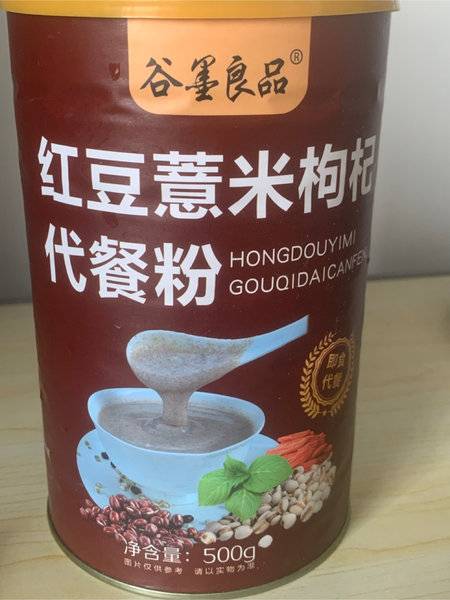 谷墨良品®
红豆薏米枸杞
代餐粉
HONGDOUYIMI
GOUQIDAICANFEN
即食
代餐
净含量：500g
图片仅供参考 请以实物为准